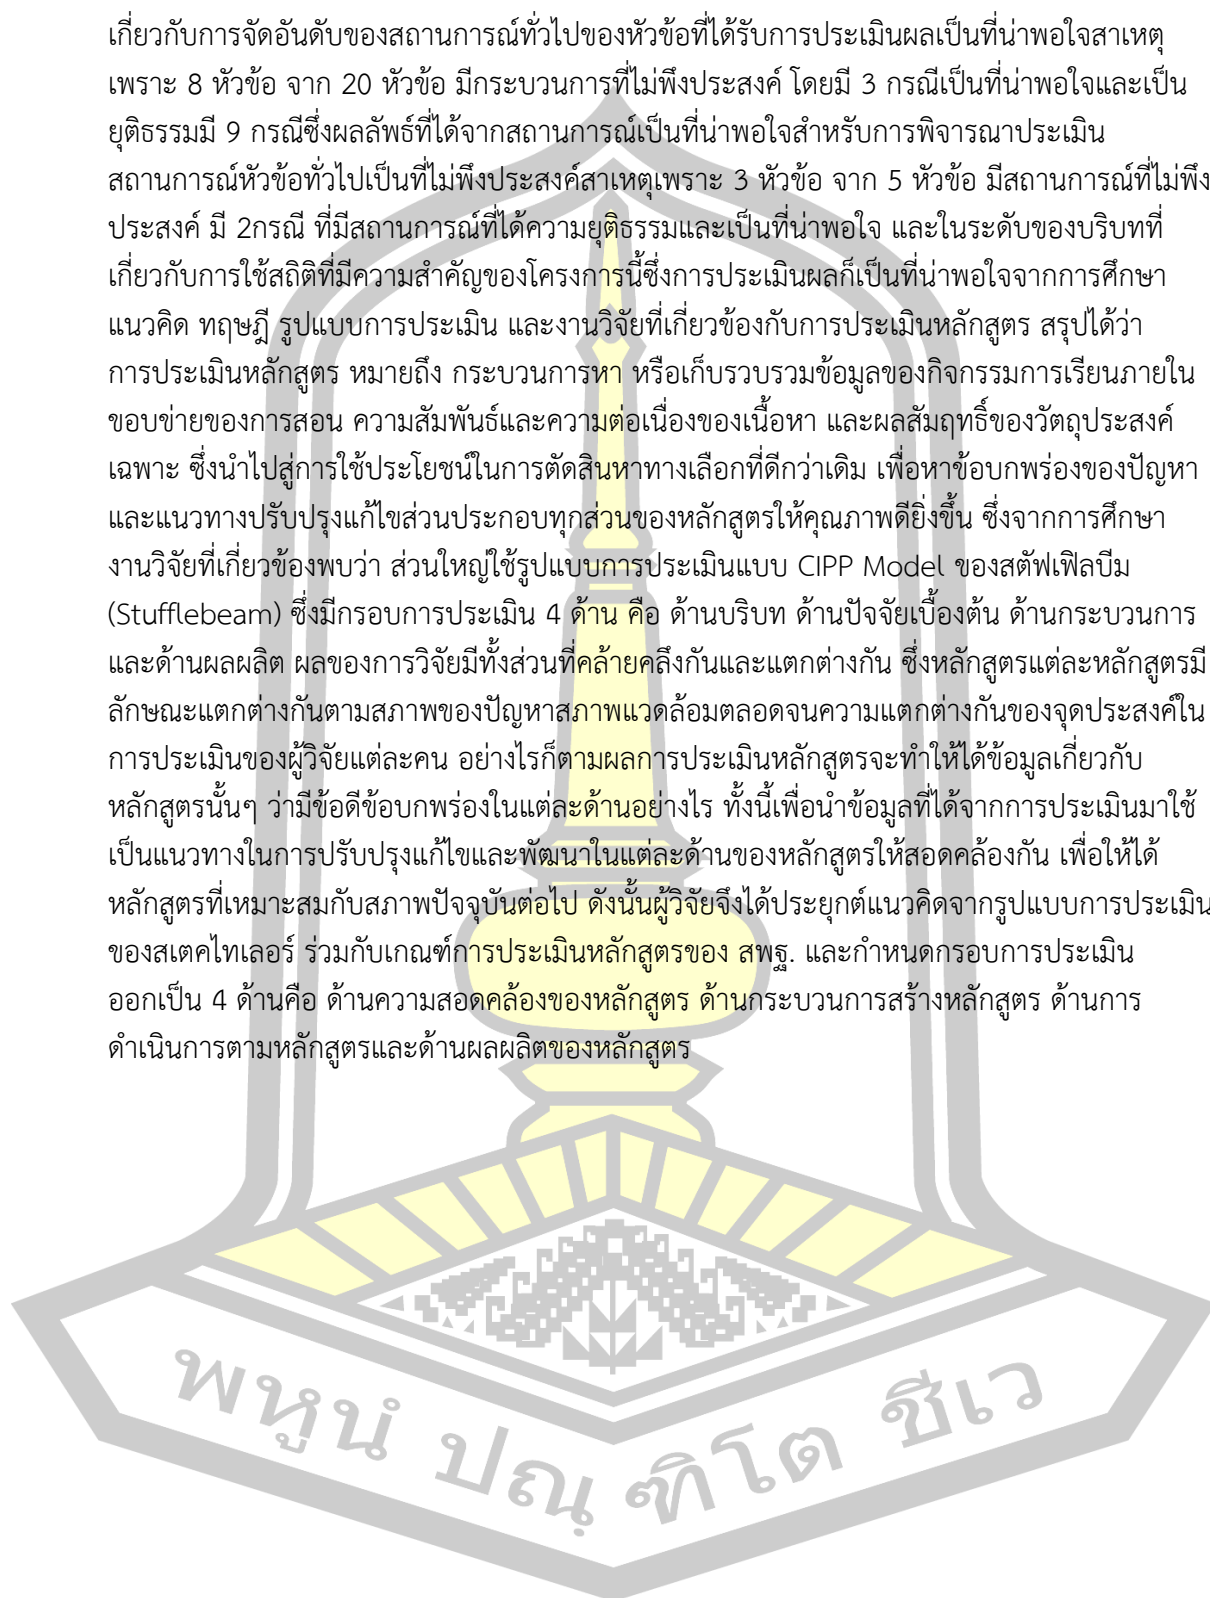 เกี่ยวกับการจัดอันดับของสถานการณ์ทั่วไปของหัวข้อที่ได้รับการประเมินผลเป็นที่น่าพอใจสาเหตุ
เพราะ 8 หัวข้อ จาก 20 หัวข้อ มีกระบวนการที่ไม่พึงประสงค์ โดยมี 3 กรณีเป็นที่น่าพอใจและเป็น
ยุติธรรมมี 9 กรณีซึ่งผลลัพธ์ที่ได้จากสถานการณ์เป็นที่น่าพอใจสำหรับการพิจารณาประเมิน
สถานการณ์หัวข้อทั่วไปเป็นที่ไม่พึงประสงค์สาเหตุเพราะ 3 หัวข้อ จาก 5 หัวข้อ มีสถานการณ์ที่ไม่พึง
ประสงค์ มี 2กรณี ที่มีสถานการณ์ที่ได้ความยุติธรรมและเป็นที่น่าพอใจ และในระดับของบริบทที่
เกี่ยวกับการใช้สถิติที่มีความสำคัญของโครงการนี้ซึ่งการประเมินผลก็เป็นที่น่าพอใจจากการศึกษา
แนวคิด ทฤษฎี รูปแบบการประเมิน และงานวิจัยที่เกี่ยวข้องกับการประเมินหลักสูตร สรุปได้ว่า
การประเมินหลักสูตร หมายถึง กระบวนการหา หรือเก็บรวบรวมข้อมูลของกิจกรรมการเรียนภายใน
ขอบข่ายของการสอน ความสัมพันธ์และความต่อเนื่องของเนื้อหา และผลสัมฤทธิ์ของวัตถุประสงค์
เฉพาะ ซึ่งนำไปสู่การใช้ประโยชน์ในการตัดสินหาทางเลือกที่ดีกว่าเดิม เพื่อหาข้อบกพร่องของปัญหา
และแนวทางปรับปรุงแก้ไขส่วนประกอบทุกส่วนของหลักสูตรให้คุณภาพดียิ่งขึ้น ซึ่งจากการศึกษา
งานวิจัยที่เกี่ยวข้องพบว่า ส่วนใหญ่ใช้รูปแบบการประเมินแบบ CIPP Model ของสตัฟเฟิลบีม
(Stufflebeam) ซึ่งมีกรอบการประเมิน 4 ด้าน คือ ด้านบริบท ด้านปัจจัยเบื้องต้น ด้านกระบวนการ
และด้านผลผลิต ผลของการวิจัยมีทั้งส่วนที่คล้ายคลึงกันและแตกต่างกัน ซึ่งหลักสูตรแต่ละหลักสูตรมี
ลักษณะแตกต่างกันตามสภาพของปัญหาสภาพแวดล้อมตลอดจนความแตกต่างกันของจุดประสงค์ใน
การประเมินของผู้วิจัยแต่ละคน อย่างไรก็ตามผลการประเมินหลักสูตรจะทำให้ได้ข้อมูลเกี่ยวกับ
หลักสูตรนั้นๆ ว่ามีข้อดีข้อบกพร่องในแต่ละด้านอย่างไร ทั้งนี้เพื่อนำข้อมูลที่ได้จากการประเมินมาใช้
เป็นแนวทางในการปรับปรุงแก้ไขและพัฒนาในแต่ละด้านของหลักสูตรให้สอดคล้องกัน เพื่อให้ได้
หลักสูตรที่เหมาะสมกับสภาพปัจจุบันต่อไป ดังนั้นผู้วิจัยจึงได้ประยุกต์แนวคิดจากรูปแบบการประเมิน
ของสเตคไทเลอร์ ร่วมกับเกณฑ์การประเมินหลักสูตรของ สพฐ. และกำหนดกรอบการประเมิน
ออกเป็น 4 ด้านคือ ด้านความสอดคล้องของหลักสูตร ด้านกระบวนการสร้างหลักสูตร ด้านการ
ดำเนินการตามหลักสูตรและด้านผลผลิตของหลักสูตร
พหูนํ ปณฺฑิโต ชีเว